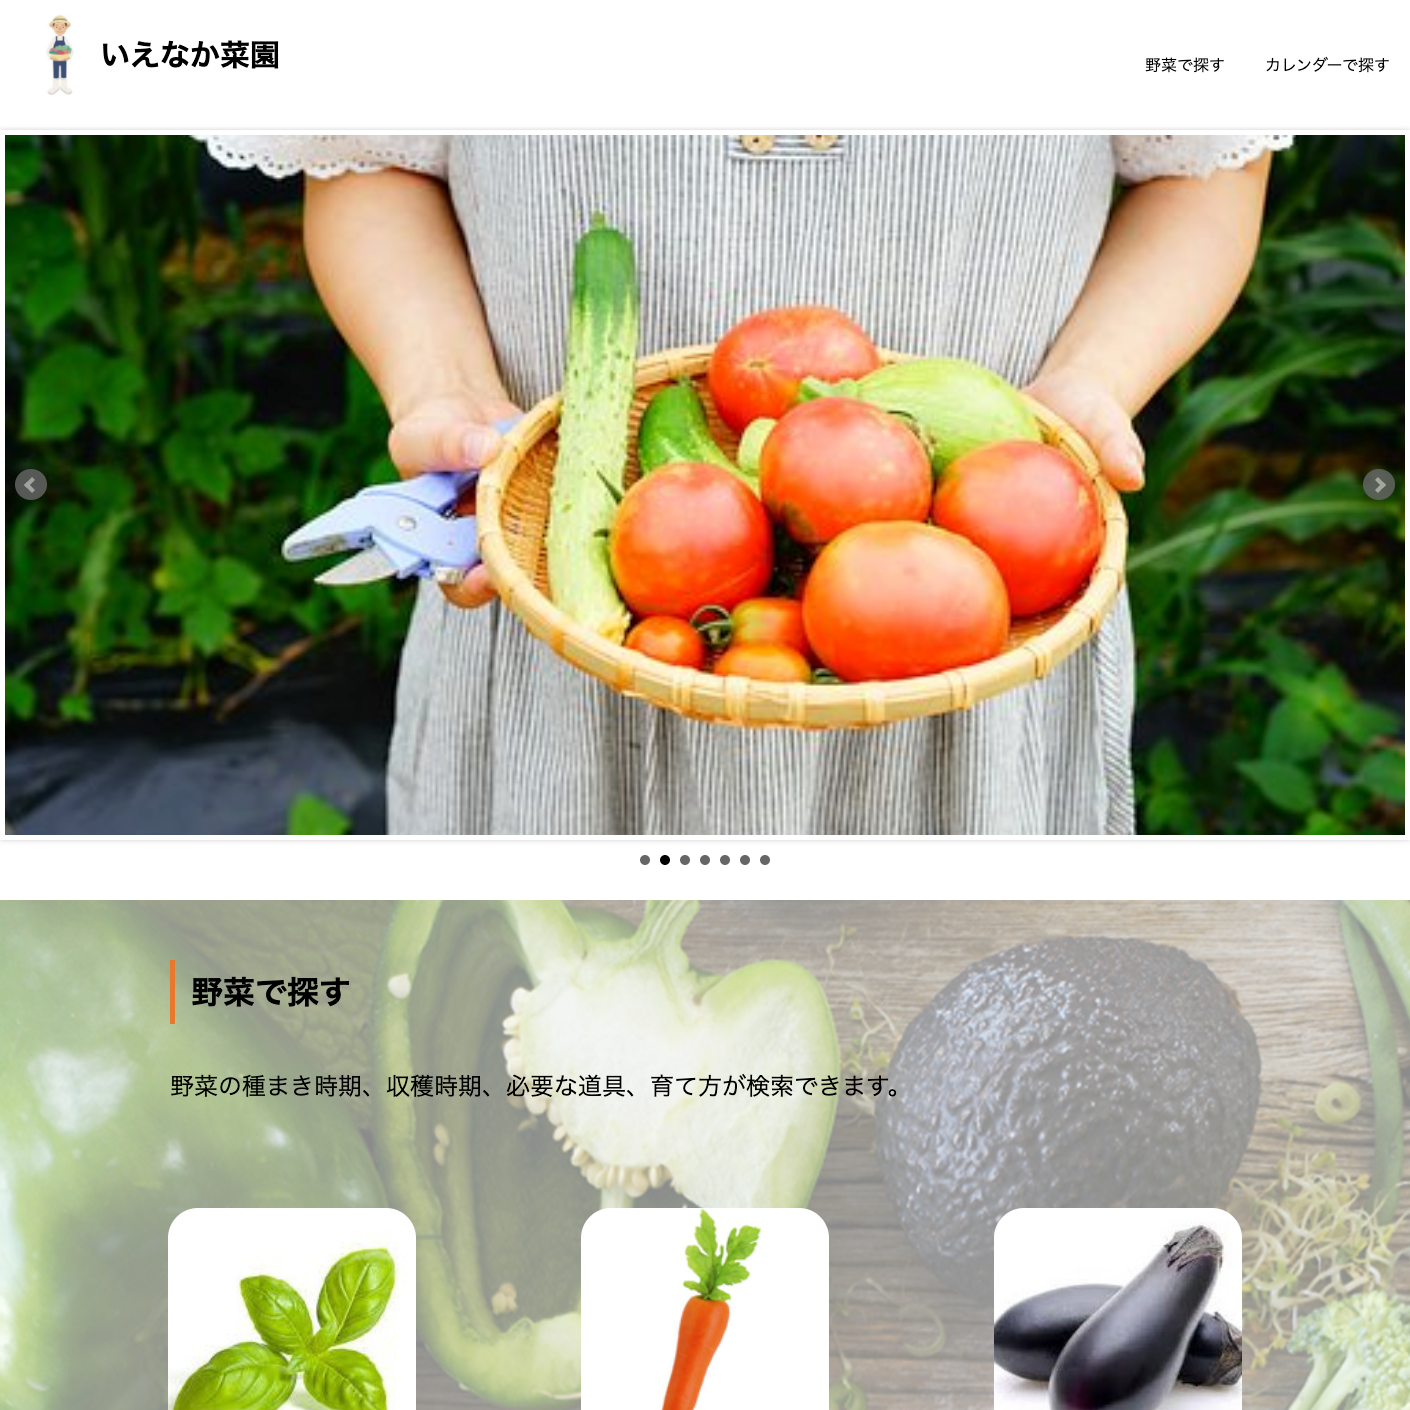 いえなか菜園
野菜で探す
カレンダーで探す
野菜で探す
野菜の種まき時期、収穫時期、必要な道具、育て方が検索できます。